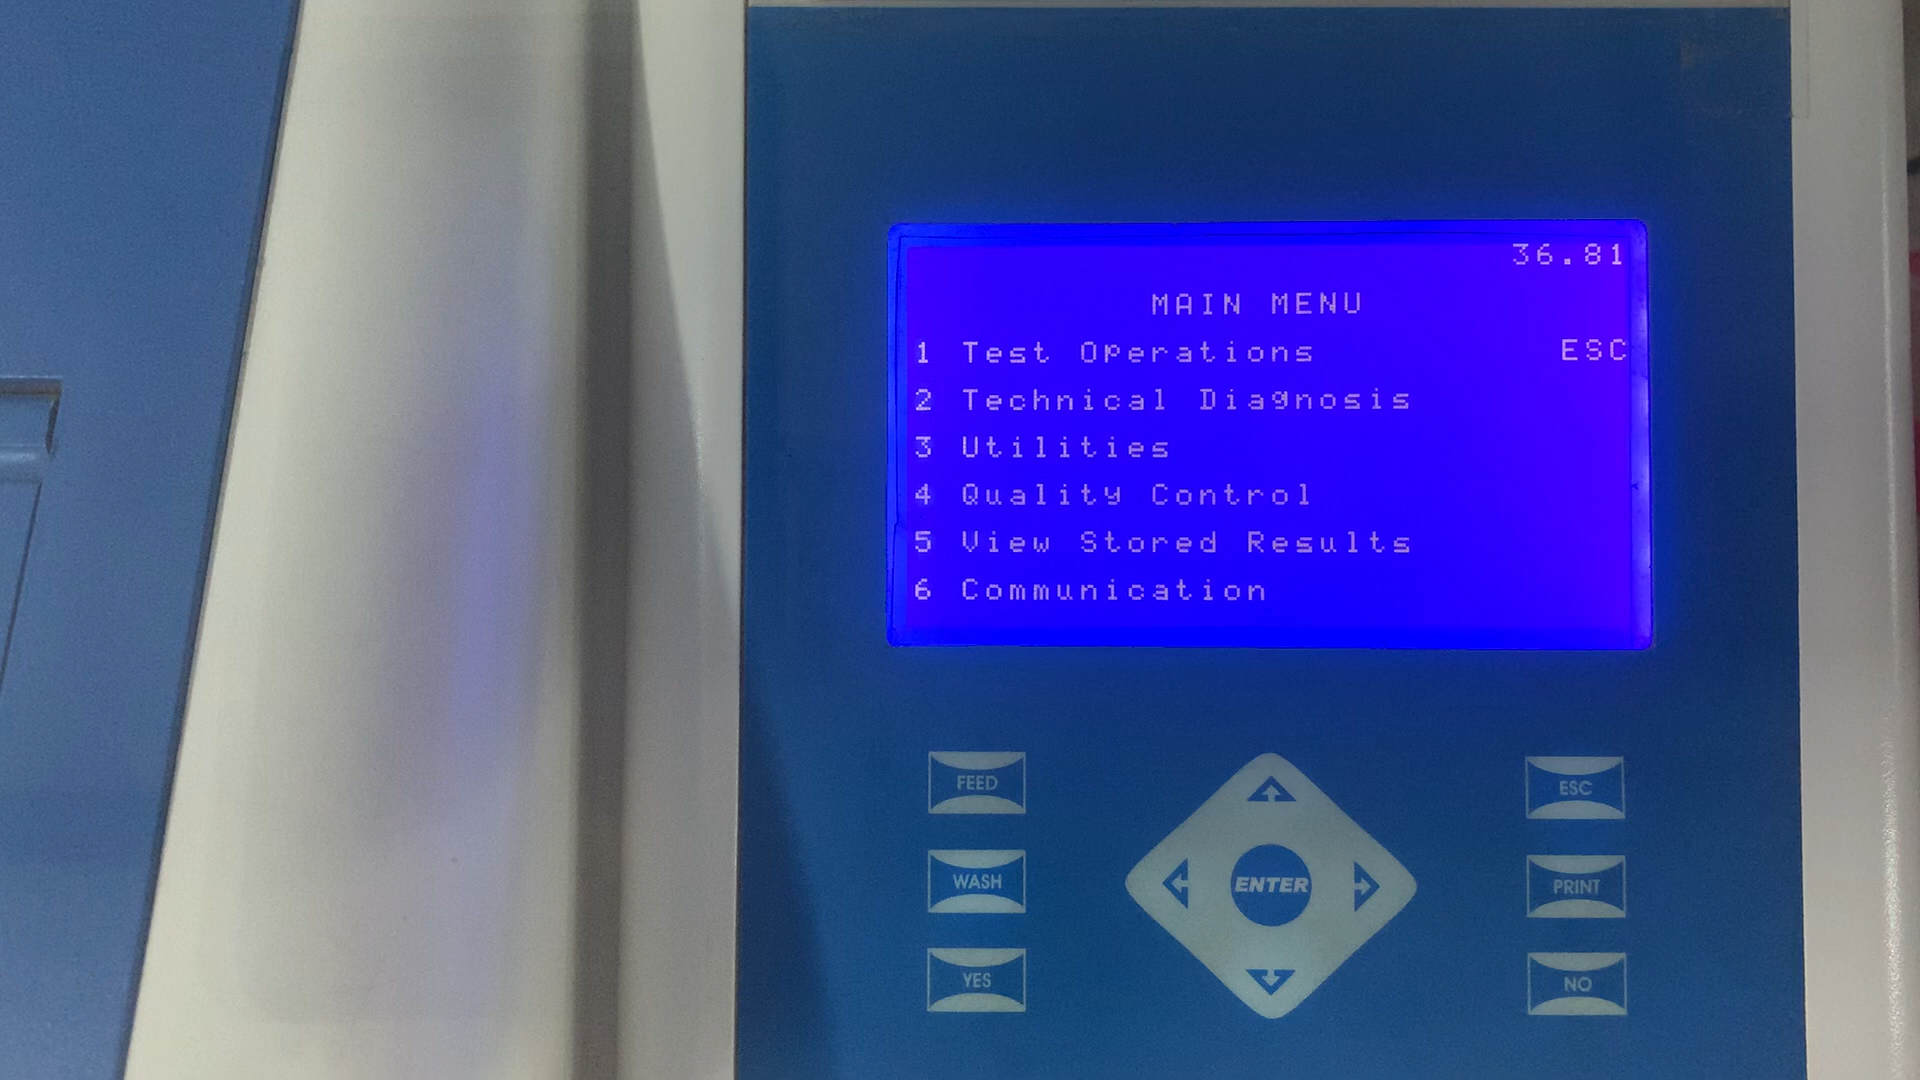 36.81
MAIN MENU
1 Test Operations ESC
2 Technical Diagnosis
3 Utilities
4 Quality Control
5 View Stored Results
6 Communication
FEED
ESC
WASH
ENTER
PRINT
YES
NO